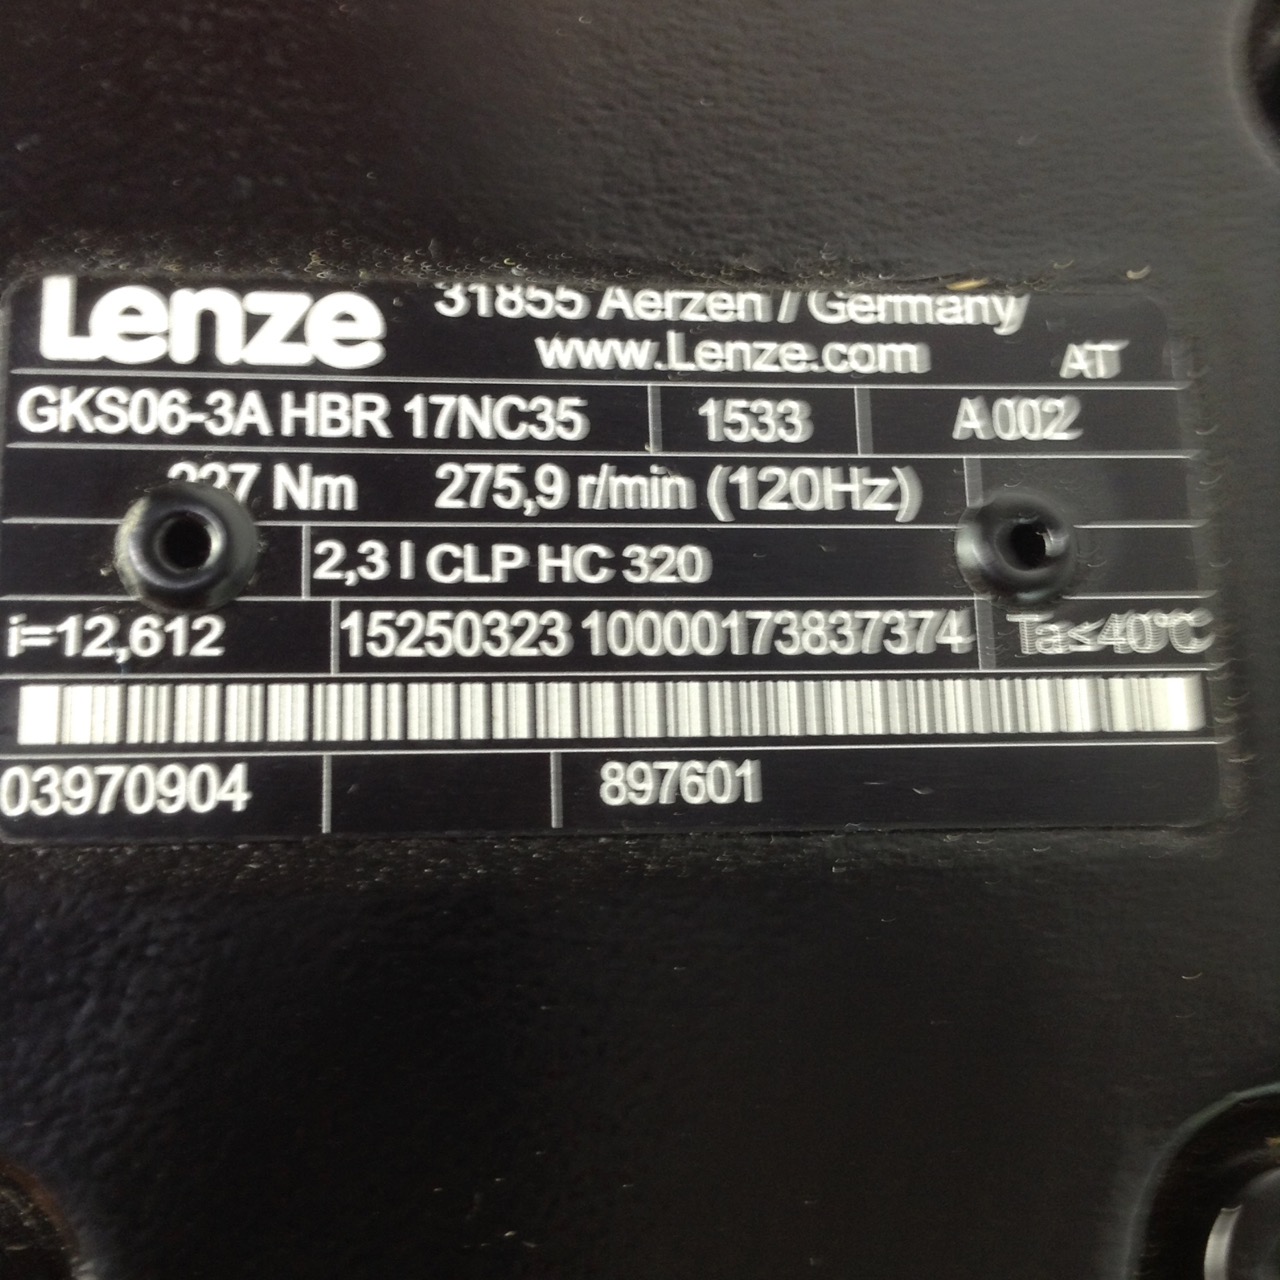 Lenze 31855 Aerzen / Germany
www.Lenze.com AT
GKS06-3A HBR 17NC35 1533 A 002
227 Nm 275,9 r/min (120Hz)
2,3 l CLP HC 320
i=12,612 15250323 10000173837374 Ta≤40°C
03970904 897601